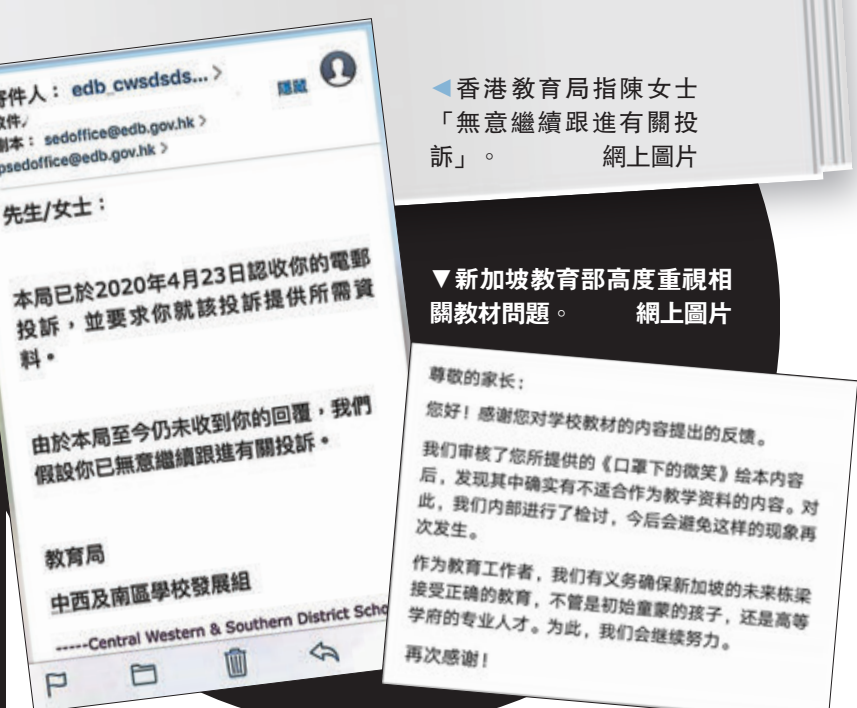 寄件人： edb_cwsdsds... >
隱藏
收件
副本： sedoffice@edb.gov.hk >
psedoffice@edb.gov.hk >
先生/女士：
本局已於2020年4月23日認收你的電郵
投訴，並要求你就該投訴提供所需資
料。
由於本局至今仍未收到你的回覆，我們
假設你已無意繼續跟進有關投訴。
教育局
中西及南區學校發展組
-----Central Western & Southern District Scho
◀香港教育局指陳女士
「無意繼續跟進有關投
訴」。 網上圖片
▼新加坡教育部高度重視相
關教材問題。 網上圖片
尊敬的家长：
您好！感谢您对学校教材的内容提出的反馈。
我们审核了您所提供的《口罩下的微笑》绘本内容
后，发现其中确实有不适合作为教学资料的内容。对
此，我们内部进行了检讨，今后会避免这样的现象再
次发生。
作为教育工作者，我们有义务确保新加坡的未来栋梁
接受正确的教育，不管是初始童蒙的孩子，还是高等
学府的专业人才。为此，我们会继续努力。
再次感谢！